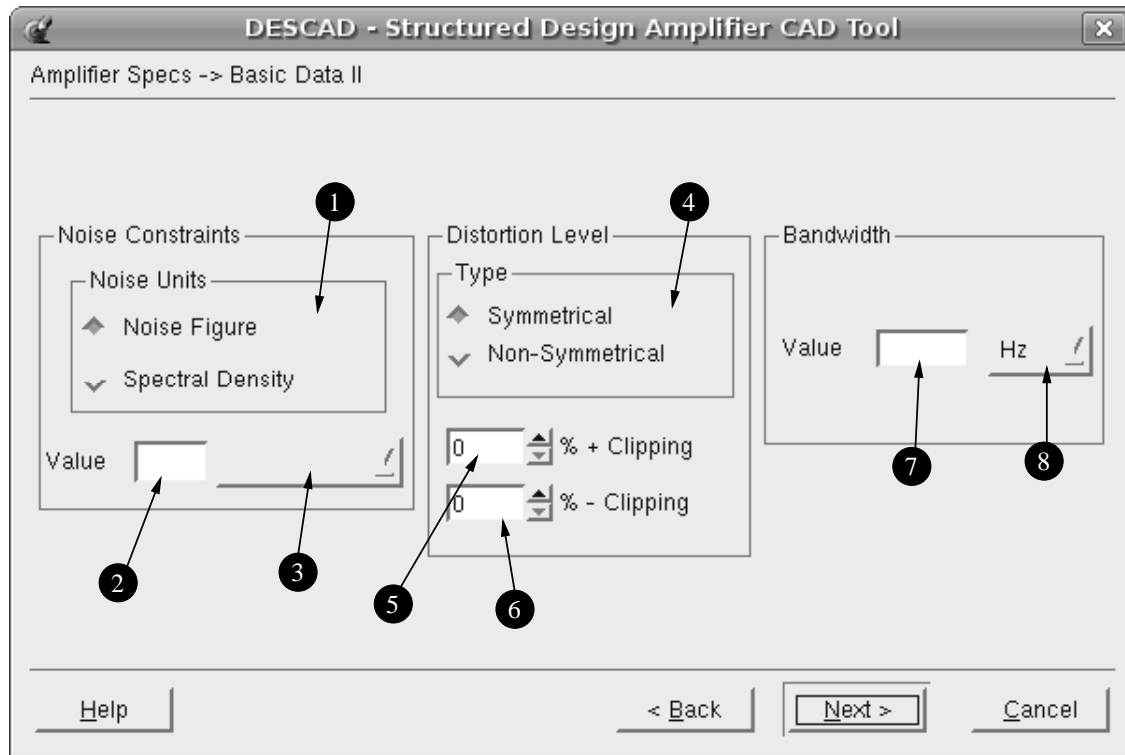 DESCAD - Structured Design Amplifier CAD Tool
Amplifier Specs -> Basic Data II
1
4
Noise Constraints
Noise Units
Noise Figure
Spectral Density
Value
2
3
Distortion Level
Type
Symmetrical
Non-Symmetrical
0 % + Clipping
0 % - Clipping
5
6
Bandwidth
Value Hz
7
8
Help
< Back
Next >
Cancel